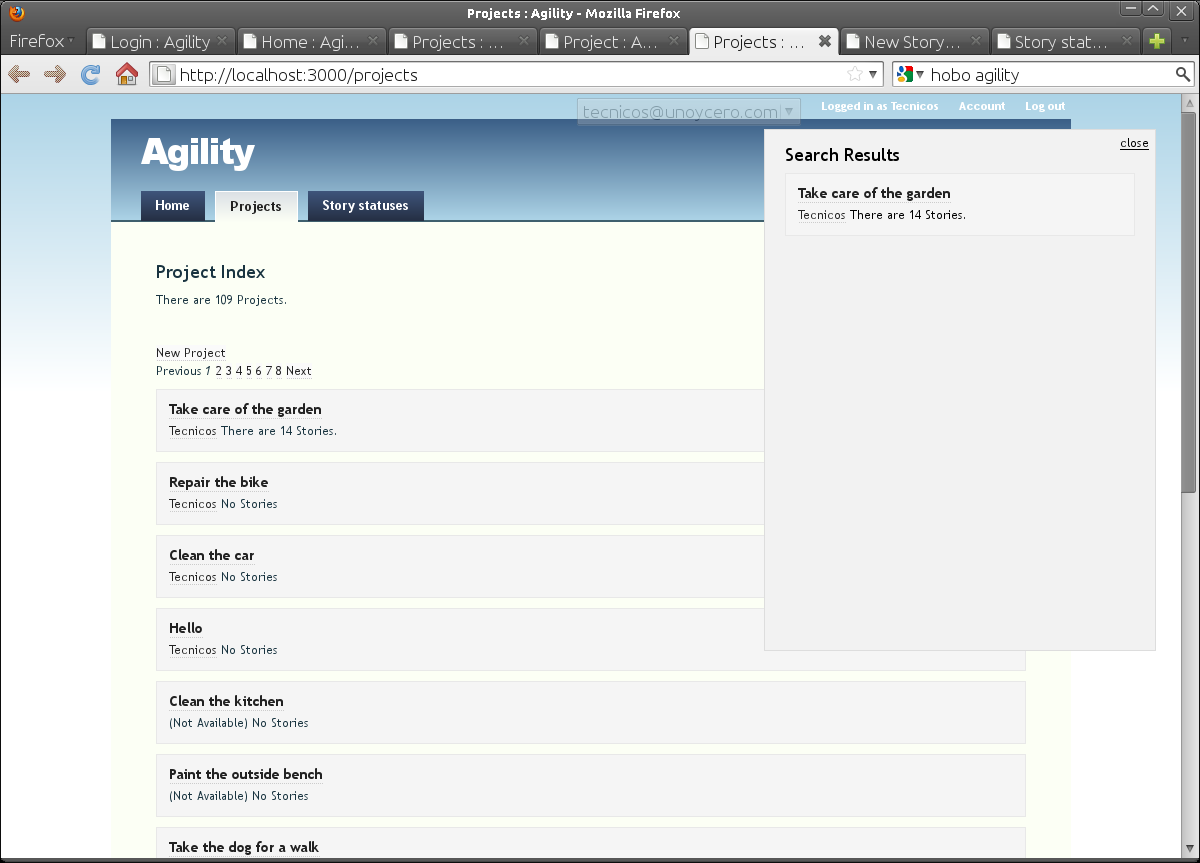 Projects : Agility - Mozilla Firefox
Firefox
Login : Agility
Home : Agi...
Projects : ...
Project : A...
Projects : ...
New Story...
Story stat...
http://localhost:3000/projects
hobo agility
tecnicos@unoycero.com
Logged in as Tecnicos Account Log out
Agility
Home Projects Story statuses
close
Search Results
Take care of the garden
Tecnicos There are 14 Stories.
Project Index
There are 109 Projects.
New Project
Previous 1 2 3 4 5 6 7 8 Next
Take care of the garden
Tecnicos There are 14 Stories.
Repair the bike
Tecnicos No Stories
Clean the car
Tecnicos No Stories
Hello
Tecnicos No Stories
Clean the kitchen
(Not Available) No Stories
Paint the outside bench
(Not Available) No Stories
Take the dog for a walk